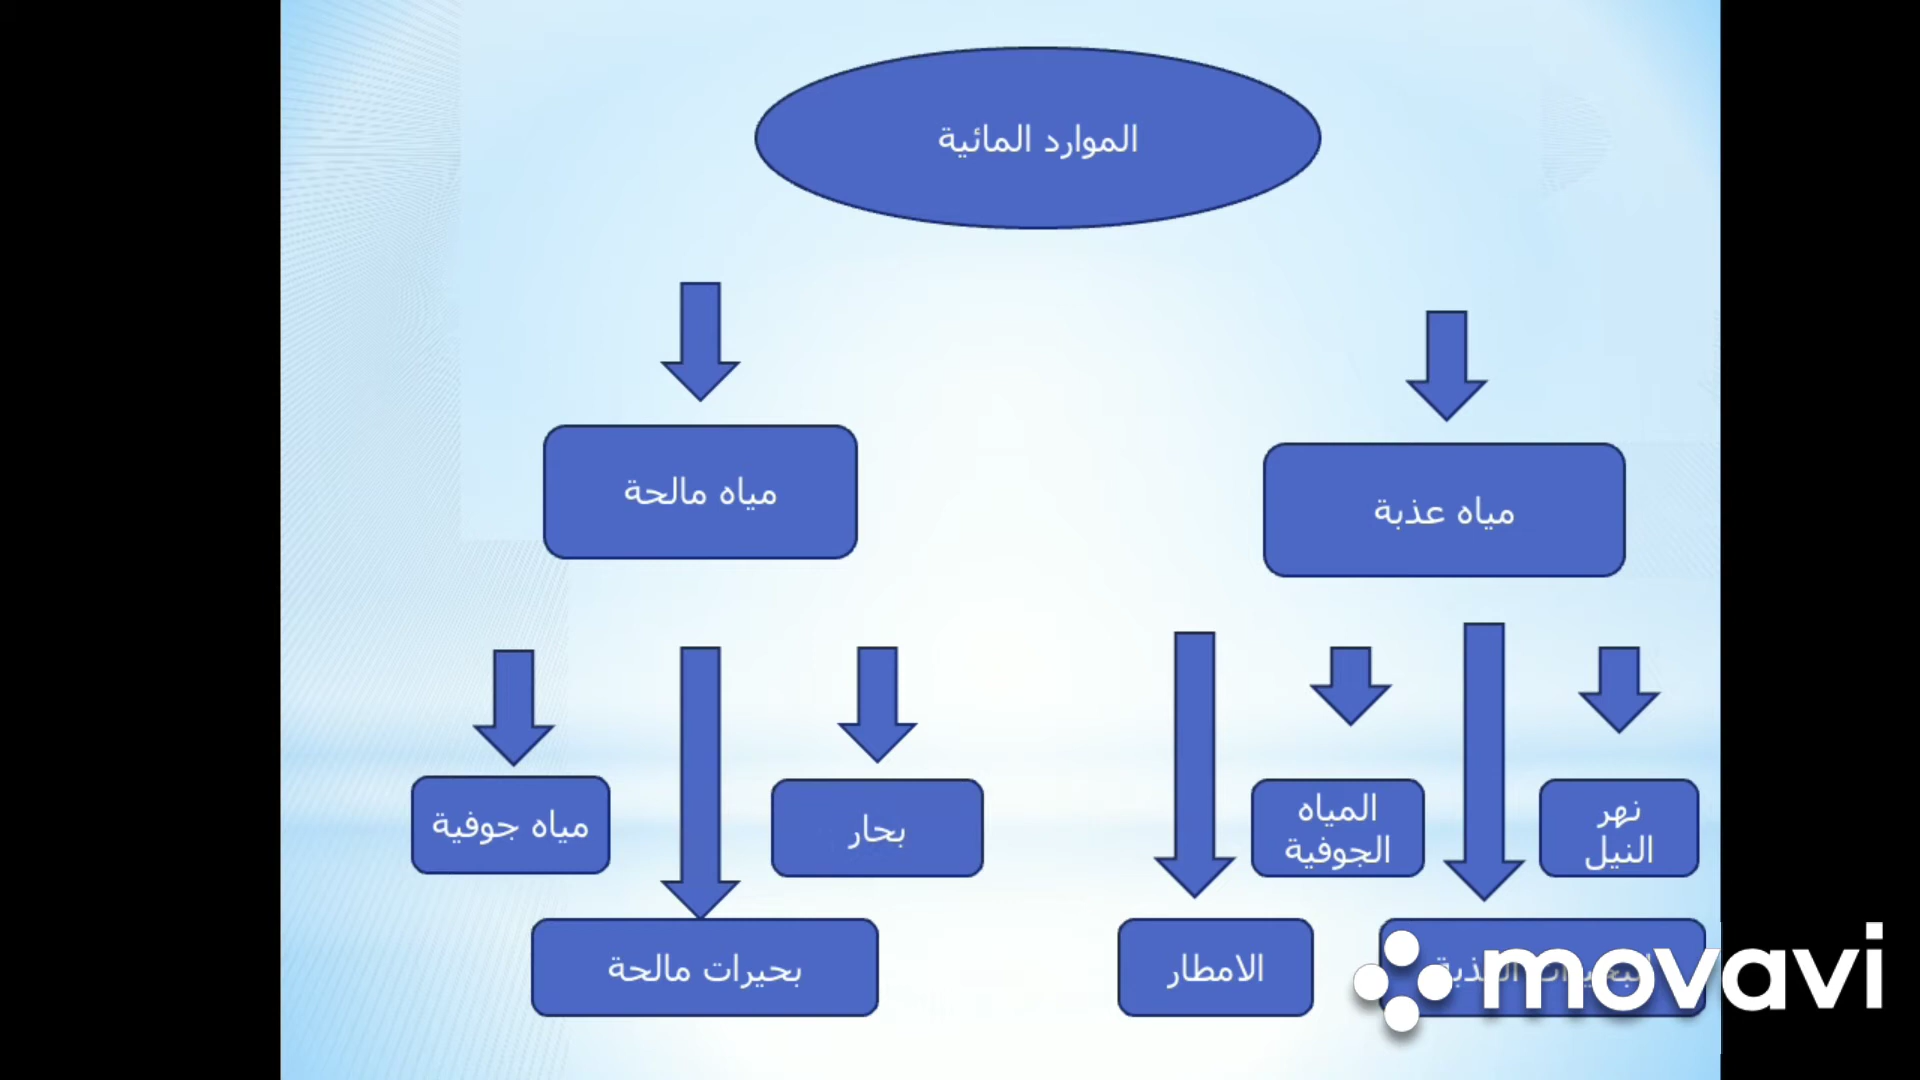 الموارد المائية
مياه عذبة
مياه مالحة
نهر
النيل
المياه
الجوفية
بحار
مياه جوفية
الامطار
بحيرات مالحة
movavi